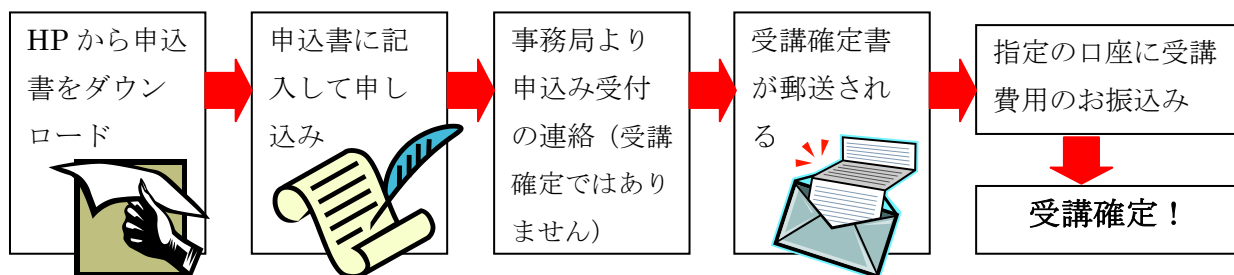 HP から申込
書をダウン
ロード
申込書に記
入して申し
込み
事務局より
申込み受付
の連絡（受講
確定ではあり
ません）
受講確定書
が郵送され
る
指定の口座に受講
費用のお振込み
受講確定！